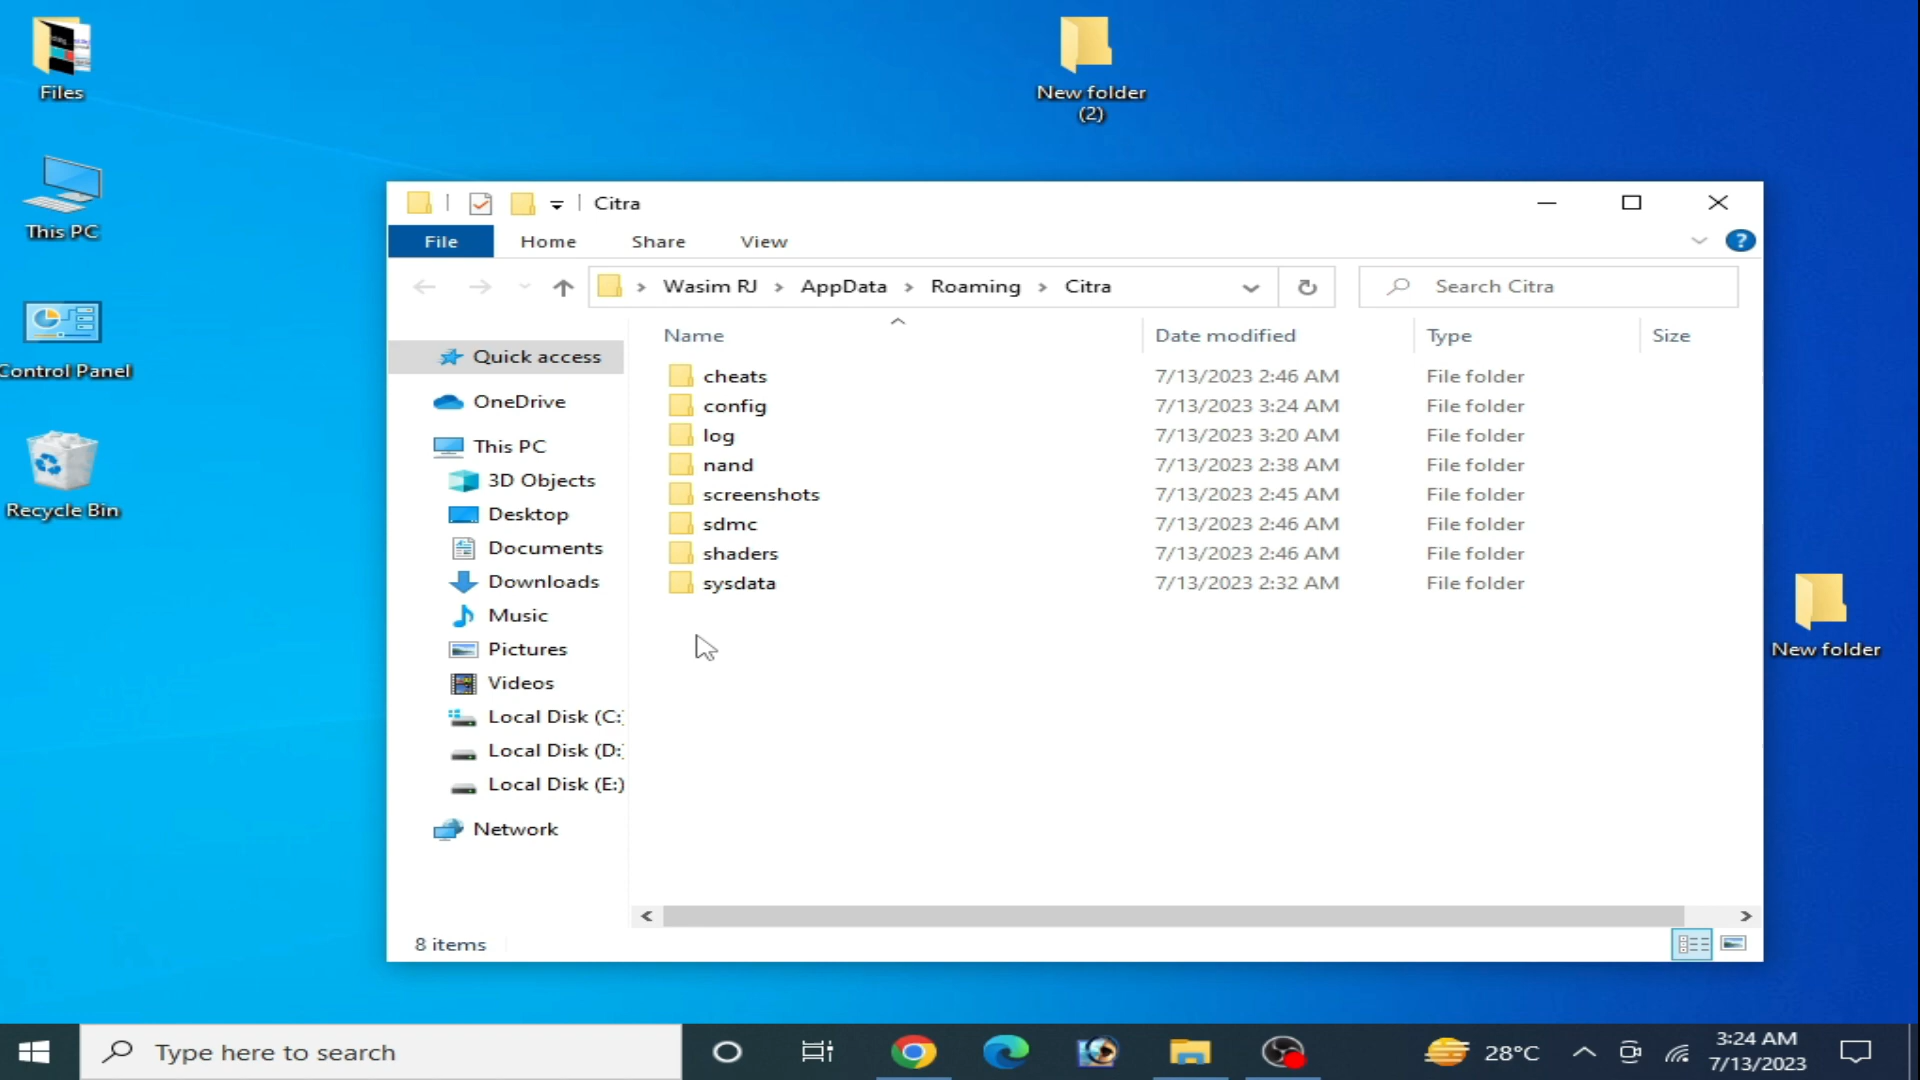 Files
New folder
(2)
This PC
Control Panel
Recycle Bin
New folder
Citra
File Home Share View
Wasim RJ AppData Roaming Citra
Search Citra
Name Date modified Type Size
Quick access
OneDrive
This PC
3D Objects
Desktop
Documents
Downloads
Music
Pictures
Videos
Local Disk (C:)
Local Disk (D:)
Local Disk (E:)
Network
cheats 7/13/2023 2:46 AM File folder
config 7/13/2023 3:24 AM File folder
log 7/13/2023 3:20 AM File folder
nand 7/13/2023 2:38 AM File folder
screenshots 7/13/2023 2:45 AM File folder
sdmc 7/13/2023 2:46 AM File folder
shaders 7/13/2023 2:46 AM File folder
sysdata 7/13/2023 2:32 AM File folder
8 items
Type here to search
28°C
3:24 AM
7/13/2023